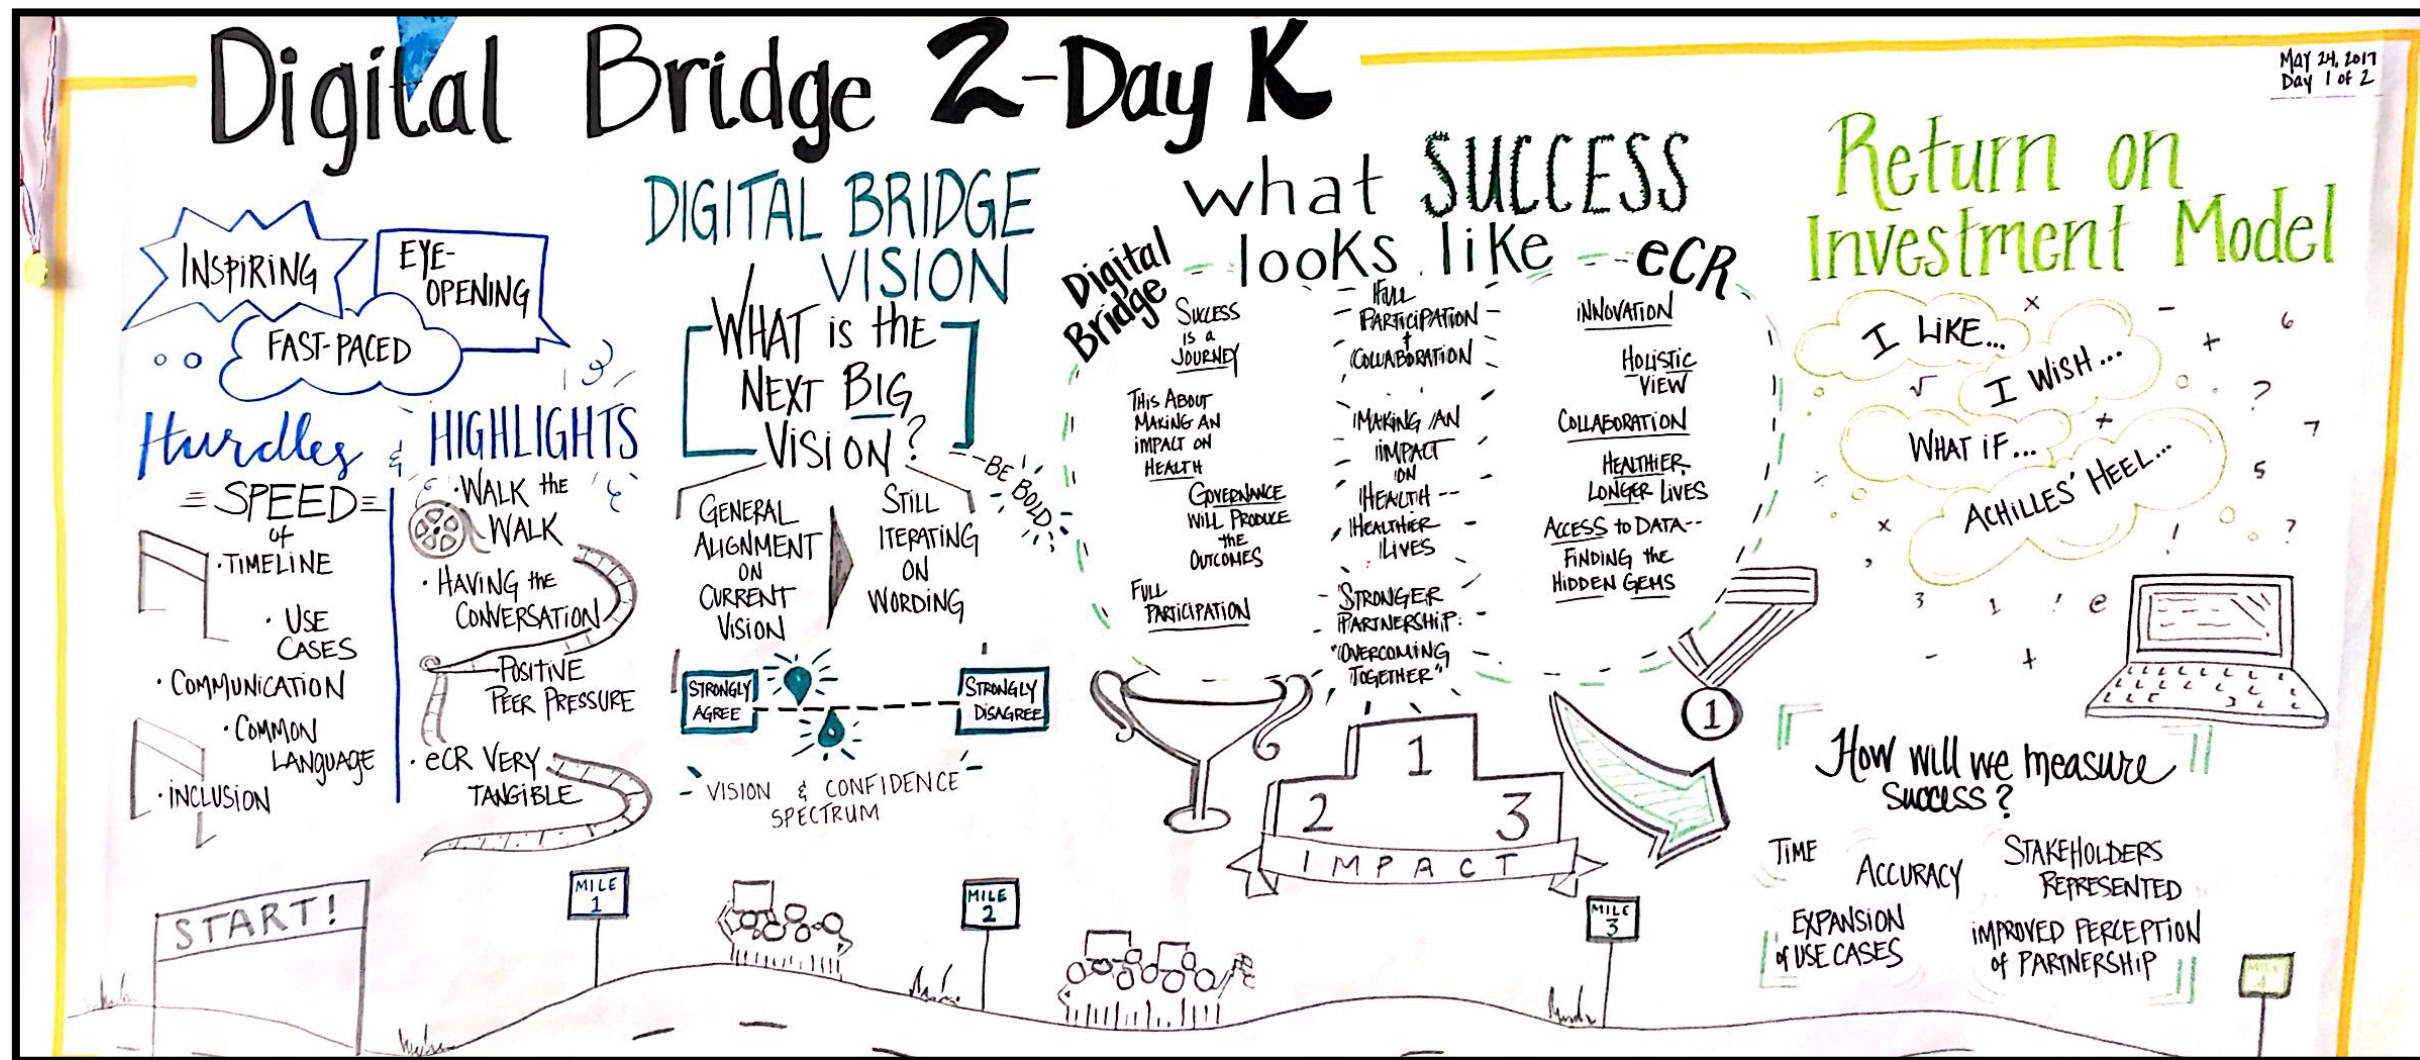 Digital Bridge 2-Day K
May 24, 2017
Day 1 of 2
INSPIRING
EYE-
OPENING
FAST-PACED
Hurdles & HIGHLIGHTS
SPEED
of
· TIMELINE
· USE
CASES
· COMMUNICATION
· COMMON
LANGUAGE
· INCLUSION
· WALK the
WALK
· HAVING the
CONVERSATION
POSITIVE
PEER PRESSURE
· eCR VERY
TANGIBLE
DIGITAL BRIDGE
VISION
WHAT is the
NEXT BIG
VISION?
BE BOLD
GENERAL
ALIGNMENT
ON
CURRENT
VISION
STILL
ITERATING
ON
WORDING
STRONGLY
AGREE
STRONGLY
DISAGREE
VISION & CONFIDENCE
SPECTRUM
what SUCCESS
looks like
Digital
Bridge
SUCCESS
is a
JOURNEY
THIS ABOUT
MAKING AN
IMPACT ON
HEALTH
GOVERNANCE
WILL PRODUCE
the
OUTCOMES
FULL
PARTICIPATION
FULL
PARTICIPATION
+
COLLABORATION
MAKING AN
IMPACT
ON
HEALTH --
HEALTHIER
LIVES
STRONGER
PARTNERSHIP:
"OVERCOMING
TOGETHER"
eCR
INNOVATION
HOLISTIC
VIEW
COLLABORATION
HEALTHIER,
LONGER LIVES
ACCESS to DATA--
FINDING the
HIDDEN GEMS
1
1
2
3
IMPACT
Return on
Investment Model
I LIKE...
I WISH...
WHAT IF...
ACHILLES' HEEL...
x - 6
+
√
?
+
7
5
x
! ?
3 1 ! e
- +
How will we measure
success?
TIME
ACCURACY
STAKEHOLDERS
REPRESENTED
EXPANSION
of USE CASES
IMPROVED PERCEPTION
of PARTNERSHIP
START!
MILE
1
MILE
2
MILE
3
MILE
4